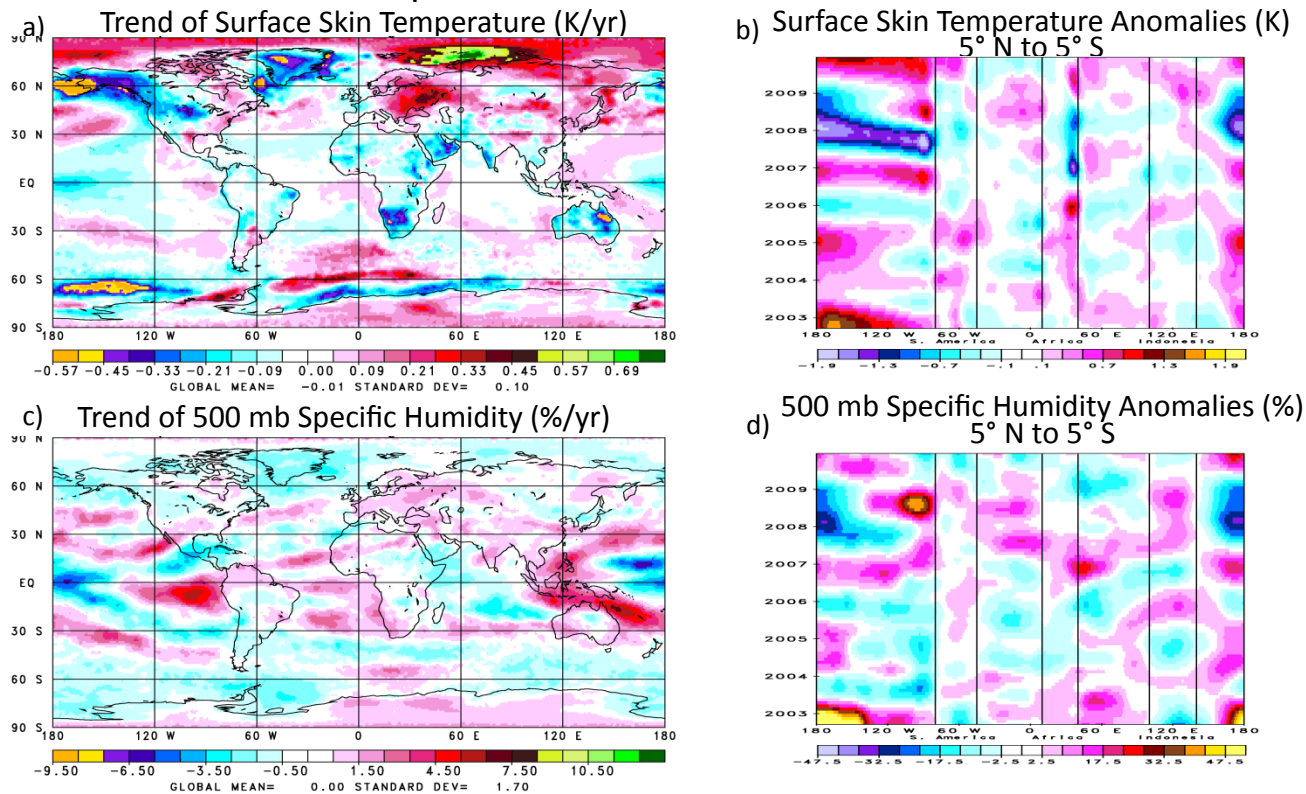 a) Trend of Surface Skin Temperature (K/yr)
90 N
60 N
30 N
EQ
30 S
60 S
90 S
180 120 W 60 W 0 60 E 120 E 180
-0.57 -0.45 -0.33 -0.21 -0.09 0.00 0.09 0.21 0.33 0.45 0.57 0.69
GLOBAL MEAN= -0.01 STANDARD DEV= 0.10
b) Surface Skin Temperature Anomalies (K)
5° N to 5° S
2009
2008
2007
2006
2005
2004
2003
180 120 W 60 W 0 60 E 120 E 180
S. America Africa Indonesia
-1.9 -1.3 -0.7 -.1 .1 0.7 1.3 1.9
c) Trend of 500 mb Specific Humidity (%/yr)
90 N
60 N
30 N
EQ
30 S
60 S
90 S
180 120 W 60 W 0 60 E 120 E 180
-9.50 -6.50 -3.50 -0.50 1.50 4.50 7.50 10.50
GLOBAL MEAN= 0.00 STANDARD DEV= 1.70
d) 500 mb Specific Humidity Anomalies (%)
5° N to 5° S
2009
2008
2007
2006
2005
2004
2003
180 120 W 60 W 0 60 E 120 E 180
S. America Africa Indonesia
-47.5 -32.5 -17.5 -2.5 2.5 17.5 32.5 47.5